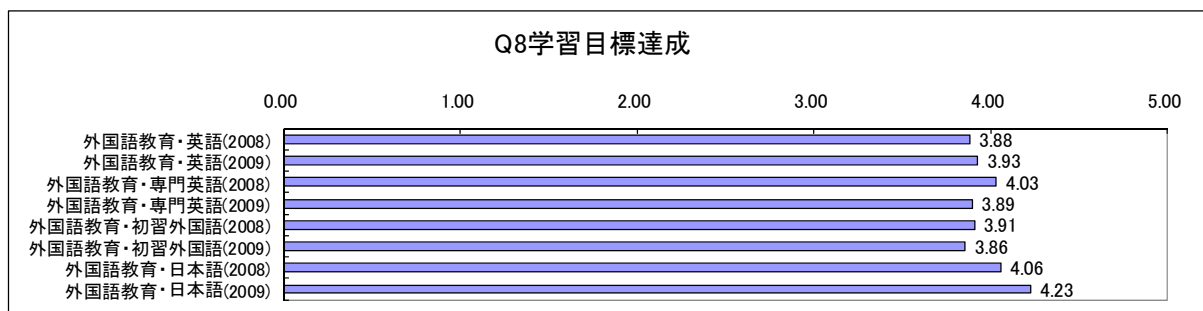 Q8学習目標達成
0.00 1.00 2.00 3.00 4.00 5.00
外国語教育・英語(2008) 3.88
外国語教育・英語(2009) 3.93
外国語教育・専門英語(2008) 4.03
外国語教育・専門英語(2009) 3.89
外国語教育・初習外国語(2008) 3.91
外国語教育・初習外国語(2009) 3.86
外国語教育・日本語(2008) 4.06
外国語教育・日本語(2009) 4.23